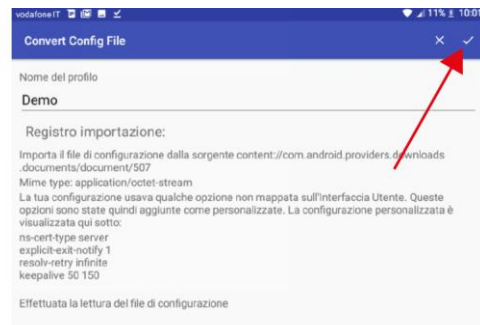 vodafone IT
11% 10:01
Convert Config File
Nome del profilo
Demo
Registro importazione:
Importa il file di configurazione dalla sorgente content://com.android.providers.downloads
.documents/document/507
Mime type: application/octet-stream
La tua configurazione usava qualche opzione non mappata sull'Interfaccia Utente. Queste
opzioni sono state quindi aggiunte come personalizzate. La configurazione personalizzata è
visualizzata qui sotto:
ns-cert-type server
explicit-exit-notify 1
resolv-retry infinite
keepalive 50 150
Effettuata la lettura del file di configurazione